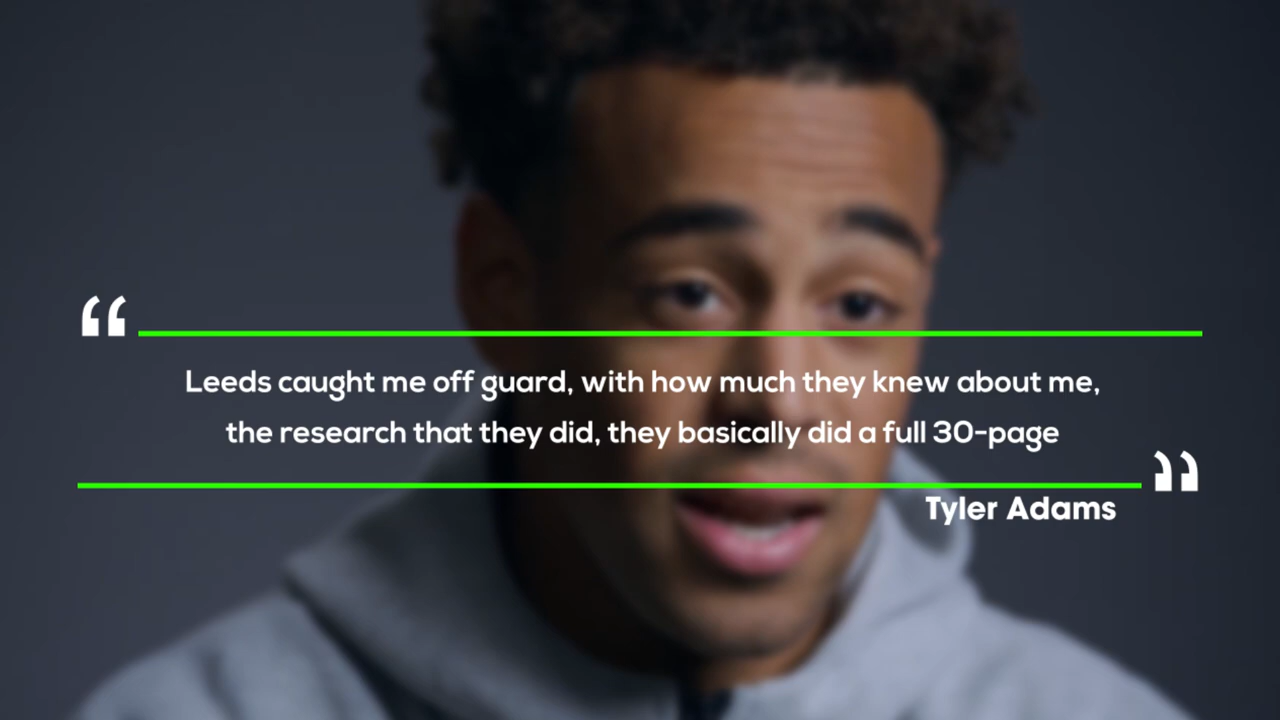 “
Leeds caught me off guard, with how much they knew about me,
the research that they did, they basically did a full 30-page
”
Tyler Adams